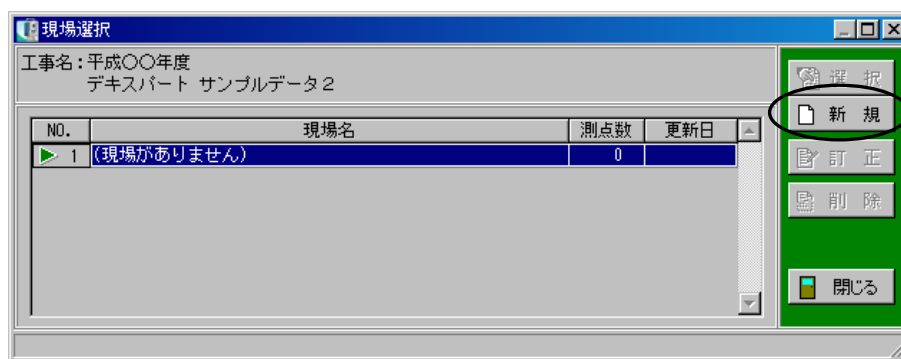 現場選択
工事名:平成〇〇年度
デキスパート サンプルデータ2
選 択
新 規
NO. 現場名 測点数 更新日
1 (現場がありません) 0
訂 正
削 除
閉じる